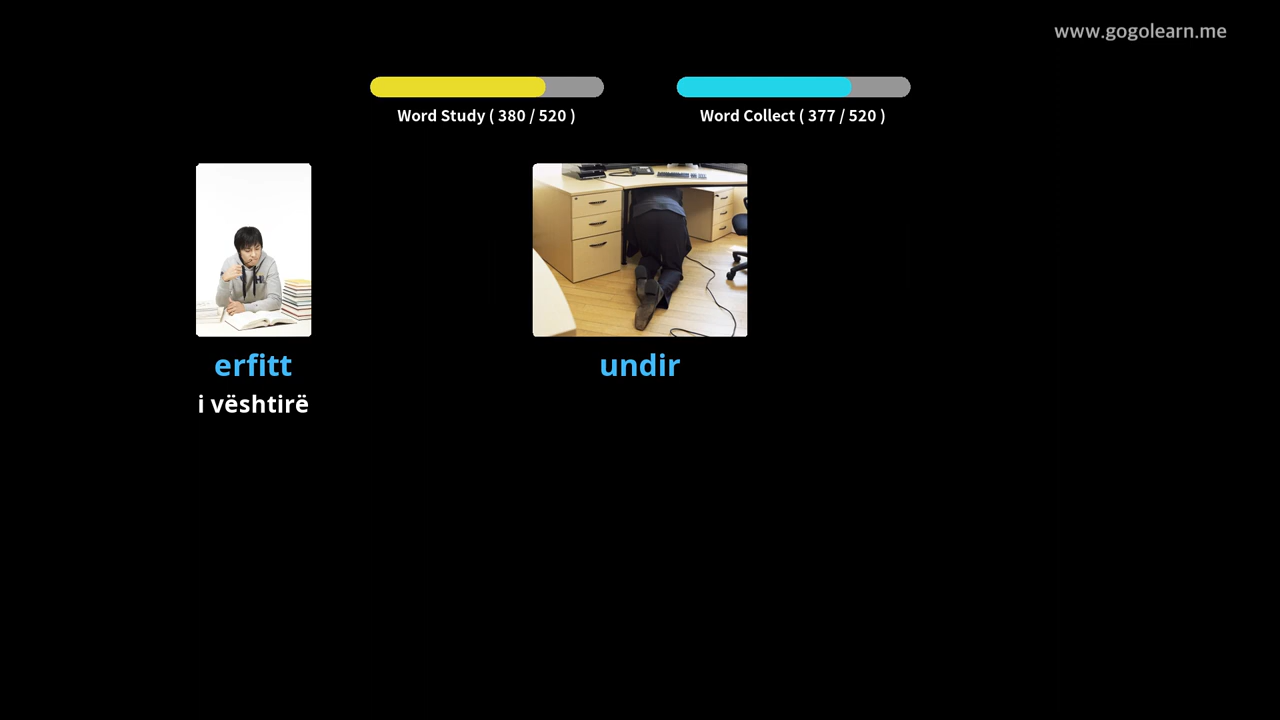 www.gogolearn.me
Word Study ( 380 / 520 )
Word Collect ( 377 / 520 )
erfitt
undir
i vështirë